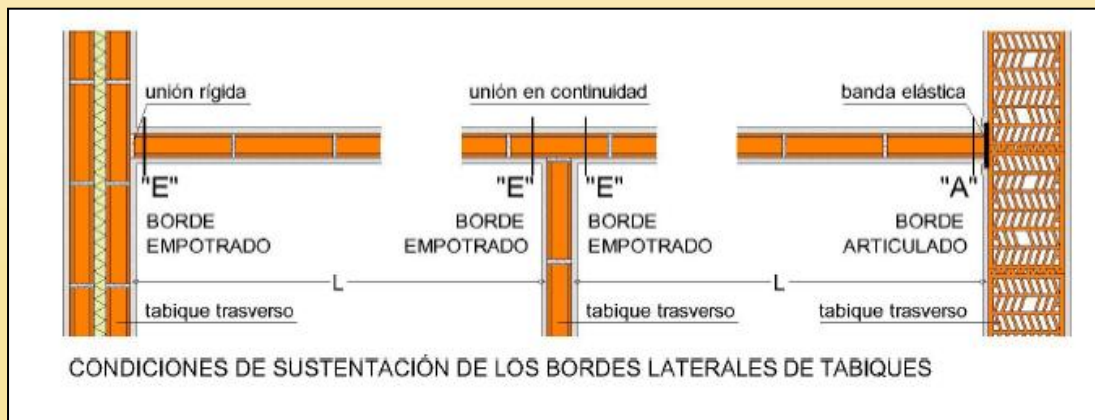 unión rígida
unión en continuidad
banda elástica
"E"
"E"
"E"
"A"
BORDE
EMPOTRADO
BORDE
EMPOTRADO
BORDE
EMPOTRADO
BORDE
ARTICULADO
L
L
tabique trasverso
tabique trasverso
tabique trasverso
CONDICIONES DE SUSTENTACIÓN DE LOS BORDES LATERALES DE TABIQUES